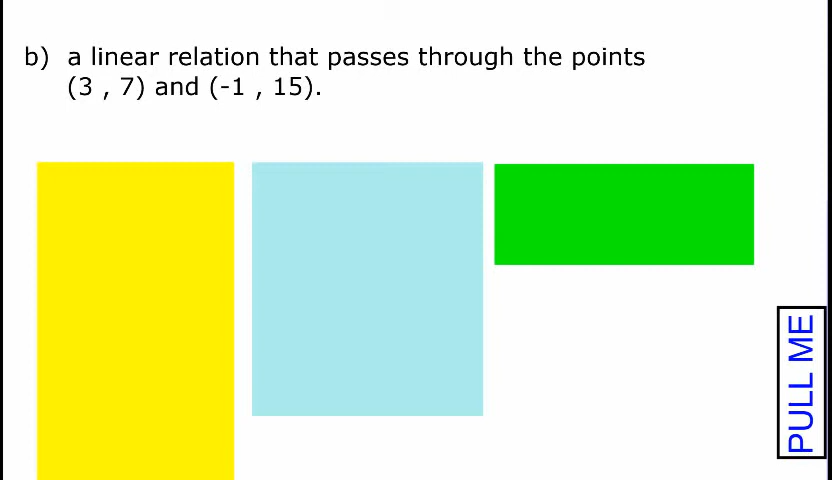 b) a linear relation that passes through the points
(3 , 7) and (-1 , 15).
PULL ME